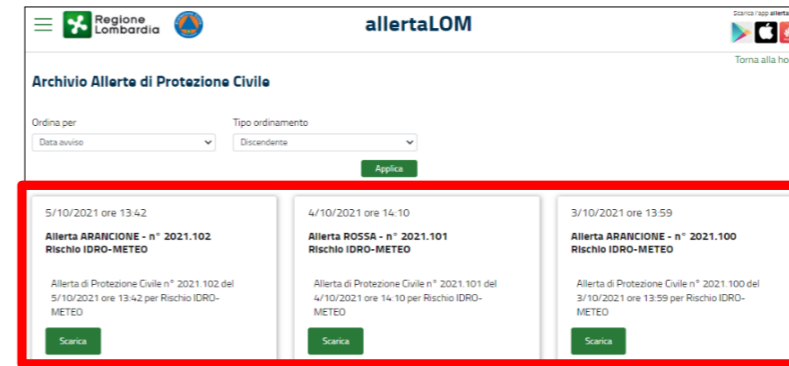 Regione
Lombardia
allertaLOM
Scarica l'app allerta
Torna alla ho
Archivio Allerte di Protezione Civile
Ordina per
Tipo ordinamento
Data avviso
Discendente
Applica
5/10/2021 ore 13:42
Allerta ARANCIONE - n° 2021.102
Rischio IDRO-METEO
Allerta di Protezione Civile n° 2021.102 del
5/10/2021 ore 13:42 per Rischio IDRO-
METEO
Scarica
4/10/2021 ore 14:10
Allerta ROSSA - n° 2021.101
Rischio IDRO-METEO
Allerta di Protezione Civile n° 2021.101 del
4/10/2021 ore 14:10 per Rischio IDRO-
METEO
Scarica
3/10/2021 ore 13:59
Allerta ARANCIONE - n° 2021.100
Rischio IDRO-METEO
Allerta di Protezione Civile n° 2021.100 del
3/10/2021 ore 13:59 per Rischio IDRO-
METEO
Scarica